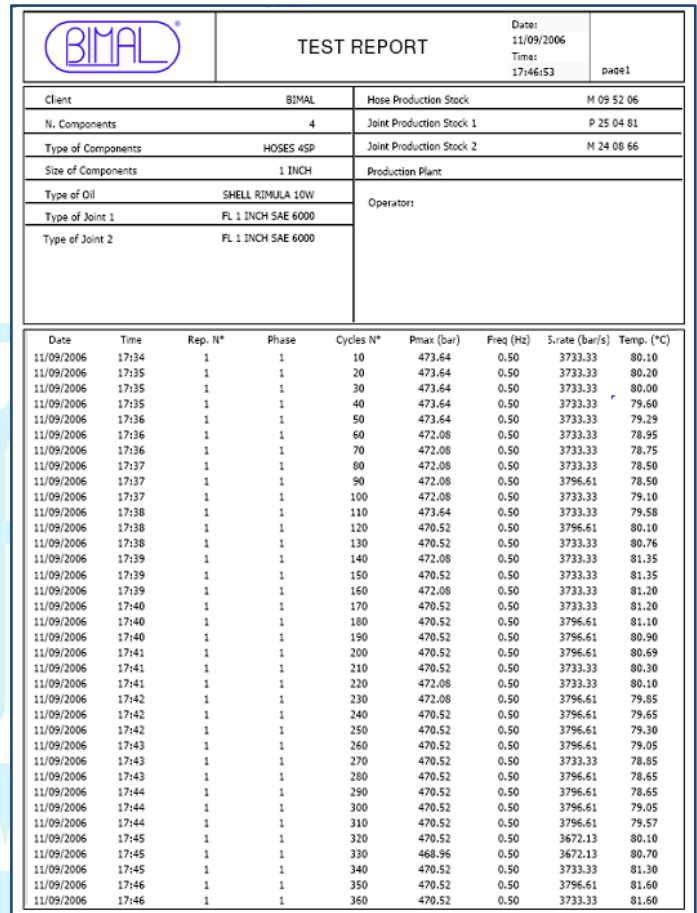 BIMAL
TEST REPORT
Date:
11/09/2006
Time:
17:46:53 page1
Client BIMAL
N. Components 4
Type of Components HOSES 4SP
Size of Components 1 INCH
Type of Oil SHELL RIMULA 10W
Type of Joint 1 FL 1 INCH SAE 6000
Type of Joint 2 FL 1 INCH SAE 6000
Hose Production Stock M 09 52 06
Joint Production Stock 1 P 25 04 81
Joint Production Stock 2 M 24 08 66
Production Plant
Operator:
Date Time Rep. N° Phase Cycles N° Pmax (bar) Freq (Hz) S.rate (bar/s) Temp. (°C)
11/09/2006 17:34 1 1 10 473.64 0.50 3733.33 80.10
11/09/2006 17:35 1 1 20 473.64 0.50 3733.33 80.20
11/09/2006 17:35 1 1 30 473.64 0.50 3733.33 80.00
11/09/2006 17:35 1 1 40 473.64 0.50 3733.33 79.60
11/09/2006 17:36 1 1 50 473.64 0.50 3733.33 79.29
11/09/2006 17:36 1 1 60 472.08 0.50 3733.33 78.95
11/09/2006 17:36 1 1 70 472.08 0.50 3733.33 78.75
11/09/2006 17:37 1 1 80 472.08 0.50 3733.33 78.50
11/09/2006 17:37 1 1 90 472.08 0.50 3796.61 78.50
11/09/2006 17:37 1 1 100 472.08 0.50 3733.33 79.10
11/09/2006 17:38 1 1 110 473.64 0.50 3733.33 79.58
11/09/2006 17:38 1 1 120 470.52 0.50 3796.61 80.10
11/09/2006 17:38 1 1 130 470.52 0.50 3733.33 80.76
11/09/2006 17:39 1 1 140 472.08 0.50 3733.33 81.35
11/09/2006 17:39 1 1 150 470.52 0.50 3733.33 81.35
11/09/2006 17:39 1 1 160 472.08 0.50 3733.33 81.20
11/09/2006 17:40 1 1 170 470.52 0.50 3733.33 81.20
11/09/2006 17:40 1 1 180 470.52 0.50 3796.61 81.10
11/09/2006 17:40 1 1 190 470.52 0.50 3796.61 80.90
11/09/2006 17:41 1 1 200 470.52 0.50 3796.61 80.69
11/09/2006 17:41 1 1 210 470.52 0.50 3733.33 80.30
11/09/2006 17:41 1 1 220 472.08 0.50 3733.33 80.10
11/09/2006 17:42 1 1 230 472.08 0.50 3796.61 79.85
11/09/2006 17:42 1 1 240 470.52 0.50 3796.61 79.65
11/09/2006 17:42 1 1 250 470.52 0.50 3796.61 79.30
11/09/2006 17:43 1 1 260 470.52 0.50 3796.61 79.05
11/09/2006 17:43 1 1 270 470.52 0.50 3733.33 78.85
11/09/2006 17:43 1 1 280 470.52 0.50 3796.61 78.65
11/09/2006 17:44 1 1 290 470.52 0.50 3796.61 78.65
11/09/2006 17:44 1 1 300 470.52 0.50 3796.61 79.05
11/09/2006 17:44 1 1 310 470.52 0.50 3796.61 79.57
11/09/2006 17:45 1 1 320 470.52 0.50 3672.13 80.10
11/09/2006 17:45 1 1 330 468.96 0.50 3672.13 80.70
11/09/2006 17:45 1 1 340 470.52 0.50 3733.33 81.30
11/09/2006 17:46 1 1 350 470.52 0.50 3796.61 81.60
11/09/2006 17:46 1 1 360 470.52 0.50 3733.33 81.60